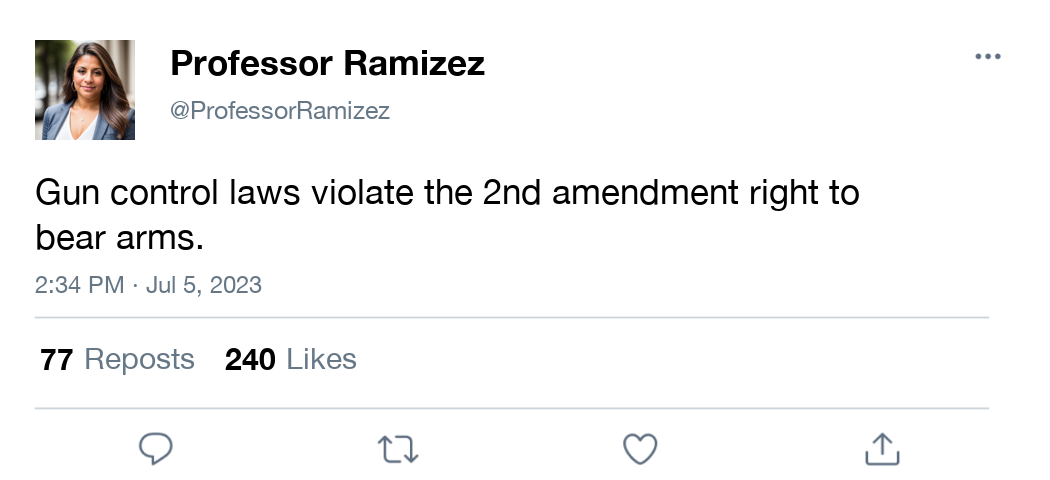 Professor Ramizez
@ProfessorRamizez
Gun control laws violate the 2nd amendment right to
bear arms.
2:34 PM · Jul 5, 2023
77 Reposts 240 Likes